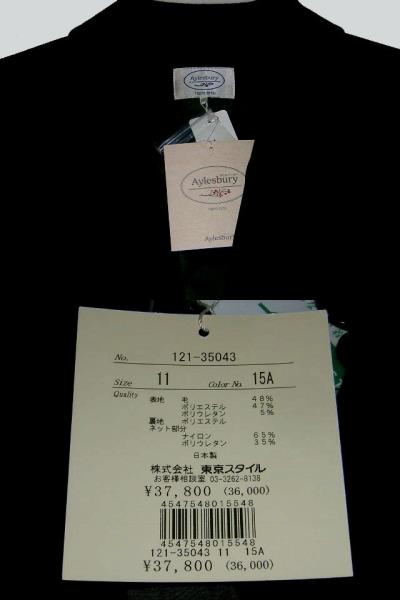 Aylesbury
Aylesbury
Aylesbury
No. 121-35043
Size 11 Color No. 15A
Quality
表地 毛 48%
ポリエステル 47%
ポリウレタン 5%
裏地 ポリエステル
ネット部分
ナイロン 65%
ポリウレタン 35%
日本製
株式会社 東京スタイル
お客様相談室 03-3262-8138
¥37,800 (36,000)
4547548015548
4547548015548
121-35043 11 15A
¥37,800 (36,000)